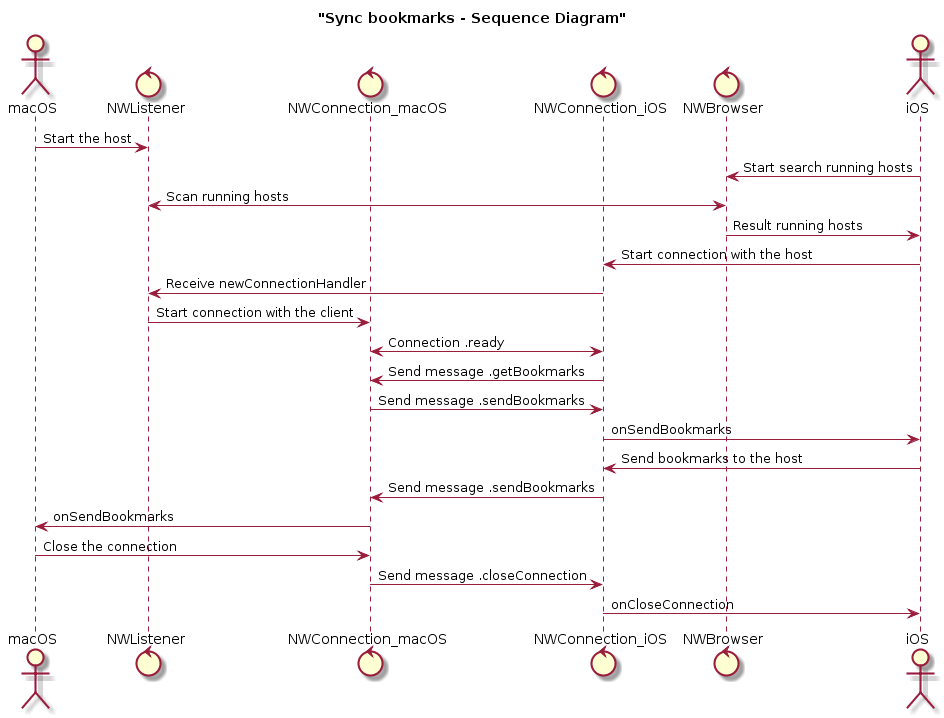 "Sync bookmarks - Sequence Diagram"
macOS NWListener NWConnection_macOS NWConnection_iOS NWBrowser iOS
Start the host
Start search running hosts
Scan running hosts
Result running hosts
Start connection with the host
Receive newConnectionHandler
Start connection with the client
Connection .ready
Send message .getBookmarks
Send message .sendBookmarks
onSendBookmarks
Send bookmarks to the host
Send message .sendBookmarks
onSendBookmarks
Close the connection
Send message .closeConnection
onCloseConnection
macOS NWListener NWConnection_macOS NWConnection_iOS NWBrowser iOS